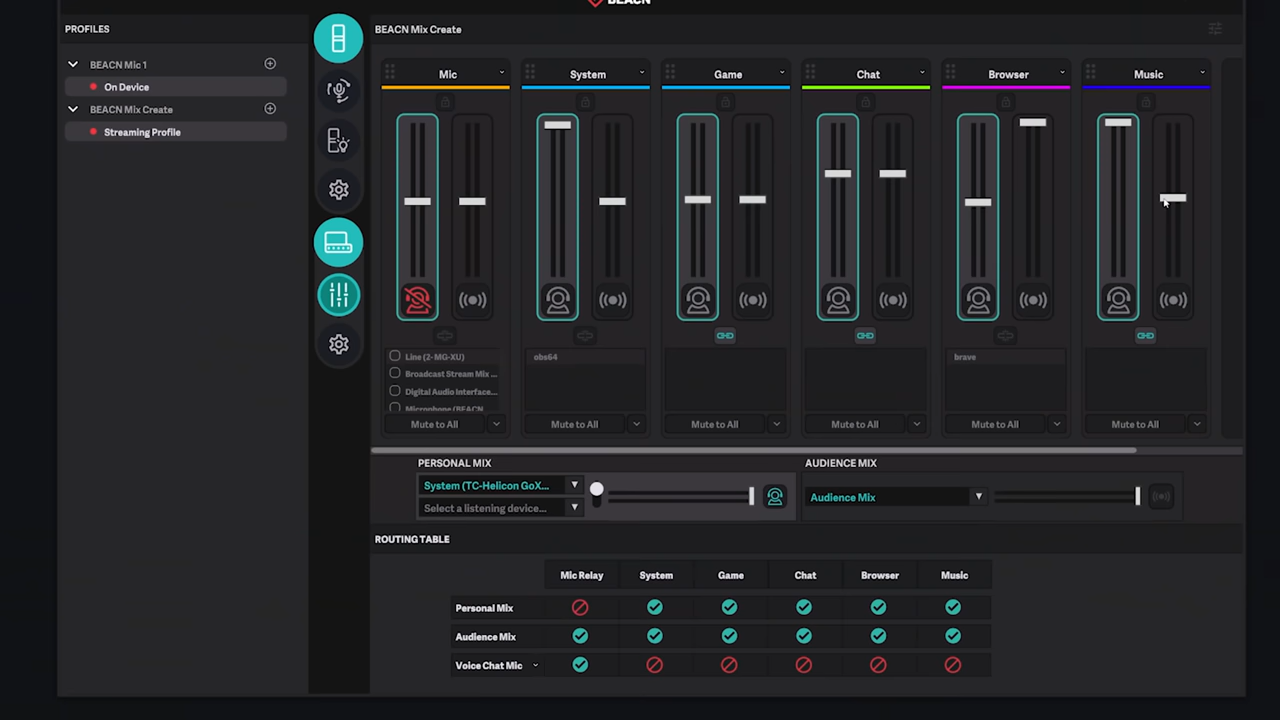 BEACN
PROFILES
BEACN Mic 1
On Device
BEACN Mix Create
Streaming Profile
BEACN Mix Create
Mic
System
Game
Chat
Browser
Music
Line (2- MG-XU)
Broadcast Stream Mix ...
Digital Audio Interface...
Microphone (BEACN
obs64
brave
Mute to All
Mute to All
Mute to All
Mute to All
Mute to All
Mute to All
PERSONAL MIX
System (TC-Helicon GoX...
Select a listening device...
AUDIENCE MIX
Audience Mix
ROUTING TABLE
Mic Relay System Game Chat Browser Music
Personal Mix
Audience Mix
Voice Chat Mic